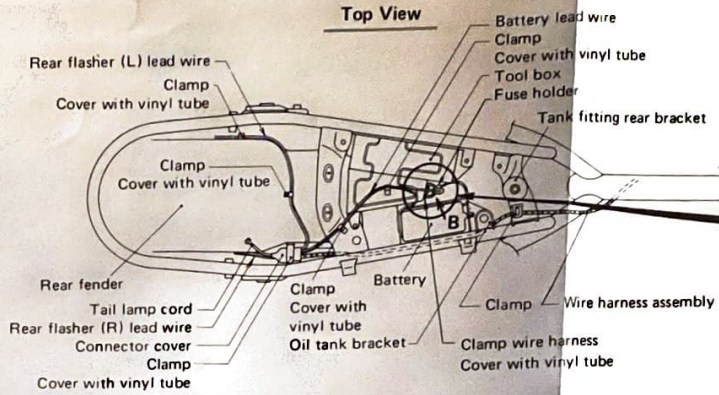 Top View
Battery lead wire
Clamp
Cover with vinyl tube
Tool box
Fuse holder
Tank fitting rear bracket
Rear flasher (L) lead wire
Clamp
Cover with vinyl tube
Clamp
Cover with vinyl tube
B
Rear fender
Tail lamp cord
Rear flasher (R) lead wire
Connector cover
Clamp
Cover with vinyl tube
Clamp
Cover with
vinyl tube
Oil tank bracket
Battery
Clamp
Wire harness assembly
Clamp wire harness
Cover with vinyl tube